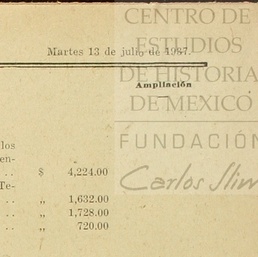 CENTRO DE
ESTUDIOS
Martes 13 de julio de 1937.
DE HISTORIA
Ampliación
DE MEXICO
FUNDACIÓN
los
en-
.. $ 4,224.00
Carlos Slim
Te-
.. „ 1,632.00
.. „ 1,728.00
.. „ 720.00